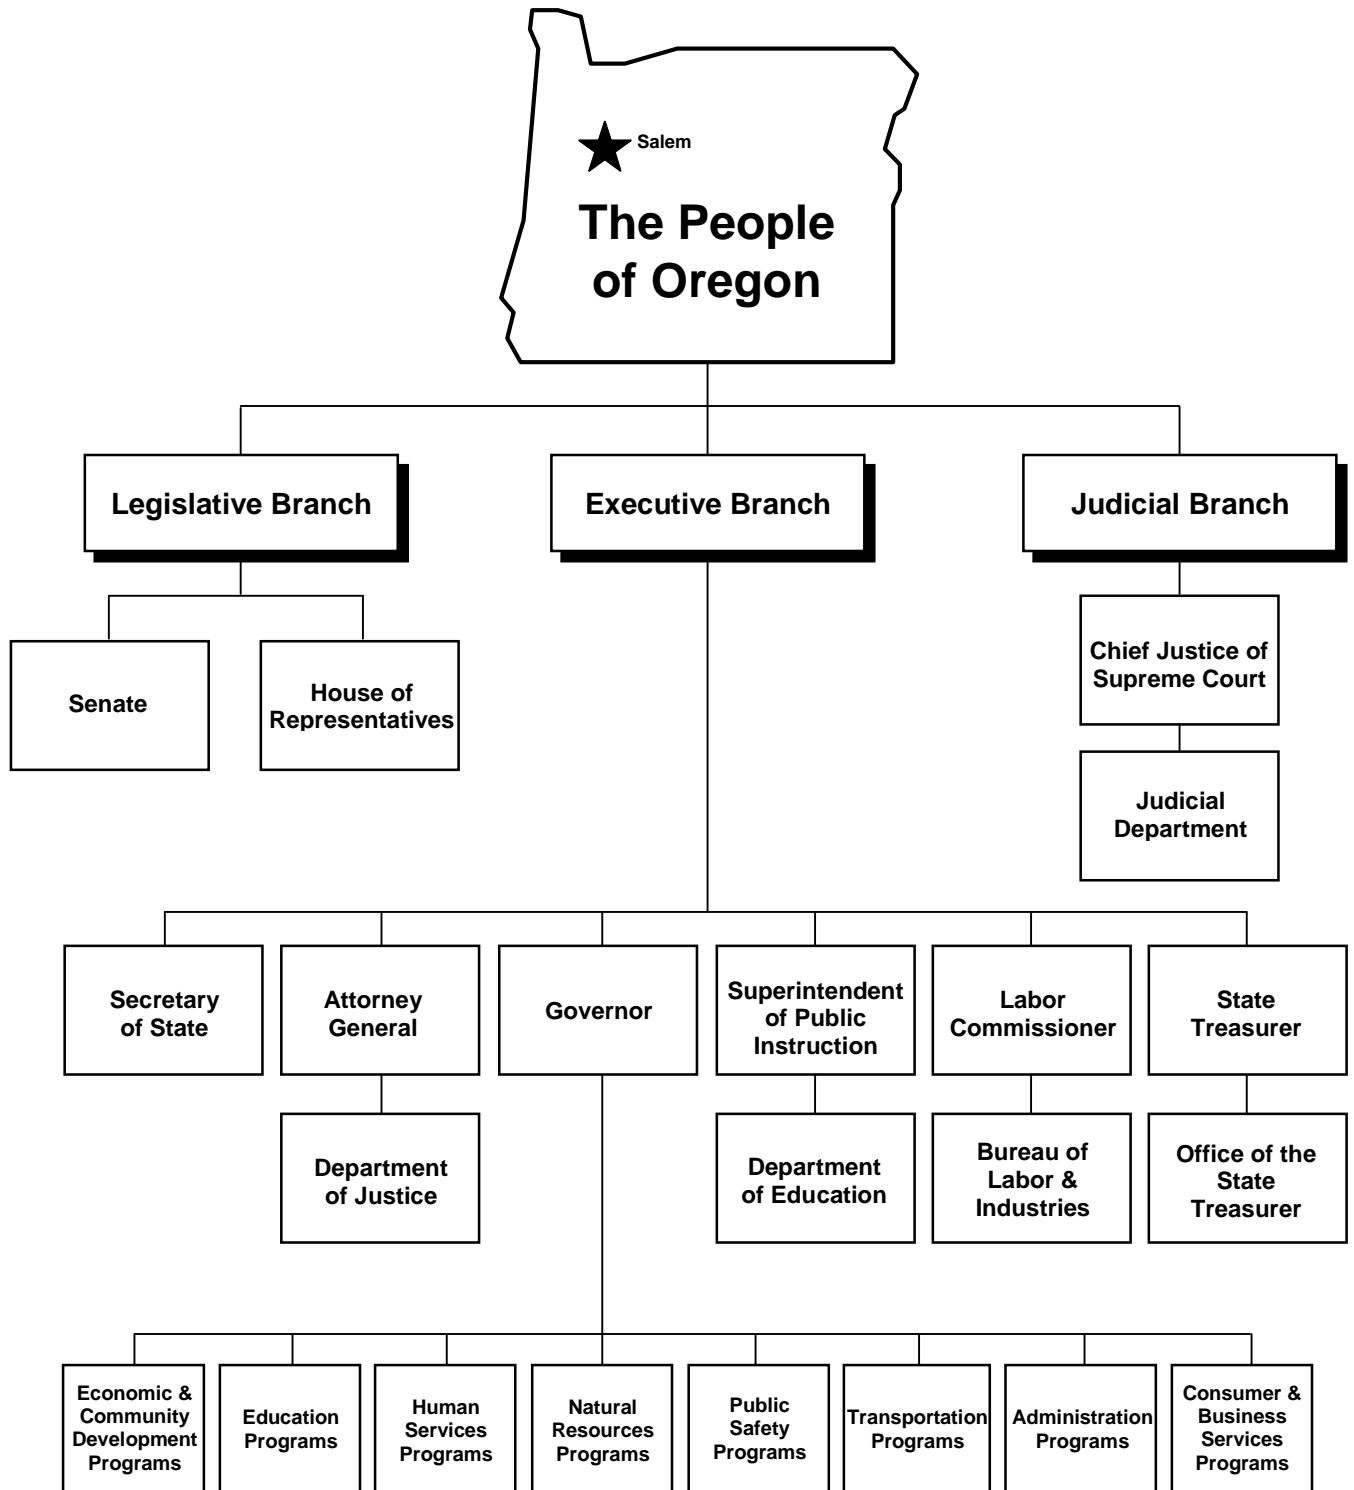 Salem
The People
of Oregon
Legislative Branch
Executive Branch
Judicial Branch
Senate
House of
Representatives
Chief Justice of
Supreme Court
Judicial
Department
Secretary
of State
Attorney
General
Governor
Superintendent
of Public
Instruction
Labor
Commissioner
State
Treasurer
Department
of Justice
Department
of Education
Bureau of
Labor &
Industries
Office of the
State
Treasurer
Economic &
Community
Development
Programs
Education
Programs
Human
Services
Programs
Natural
Resources
Programs
Public
Safety
Programs
Transportation
Programs
Administration
Programs
Consumer &
Business
Services
Programs